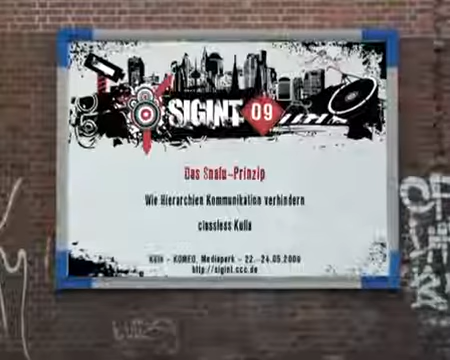 SIGINT 09
Das Snafu-Prinzip
Wie Hierarchien Kommunikation verhindern
classless Kulla
Köln - KOMED, Mediapark - 22.-24.05.2009
http://sigint.ccc.de